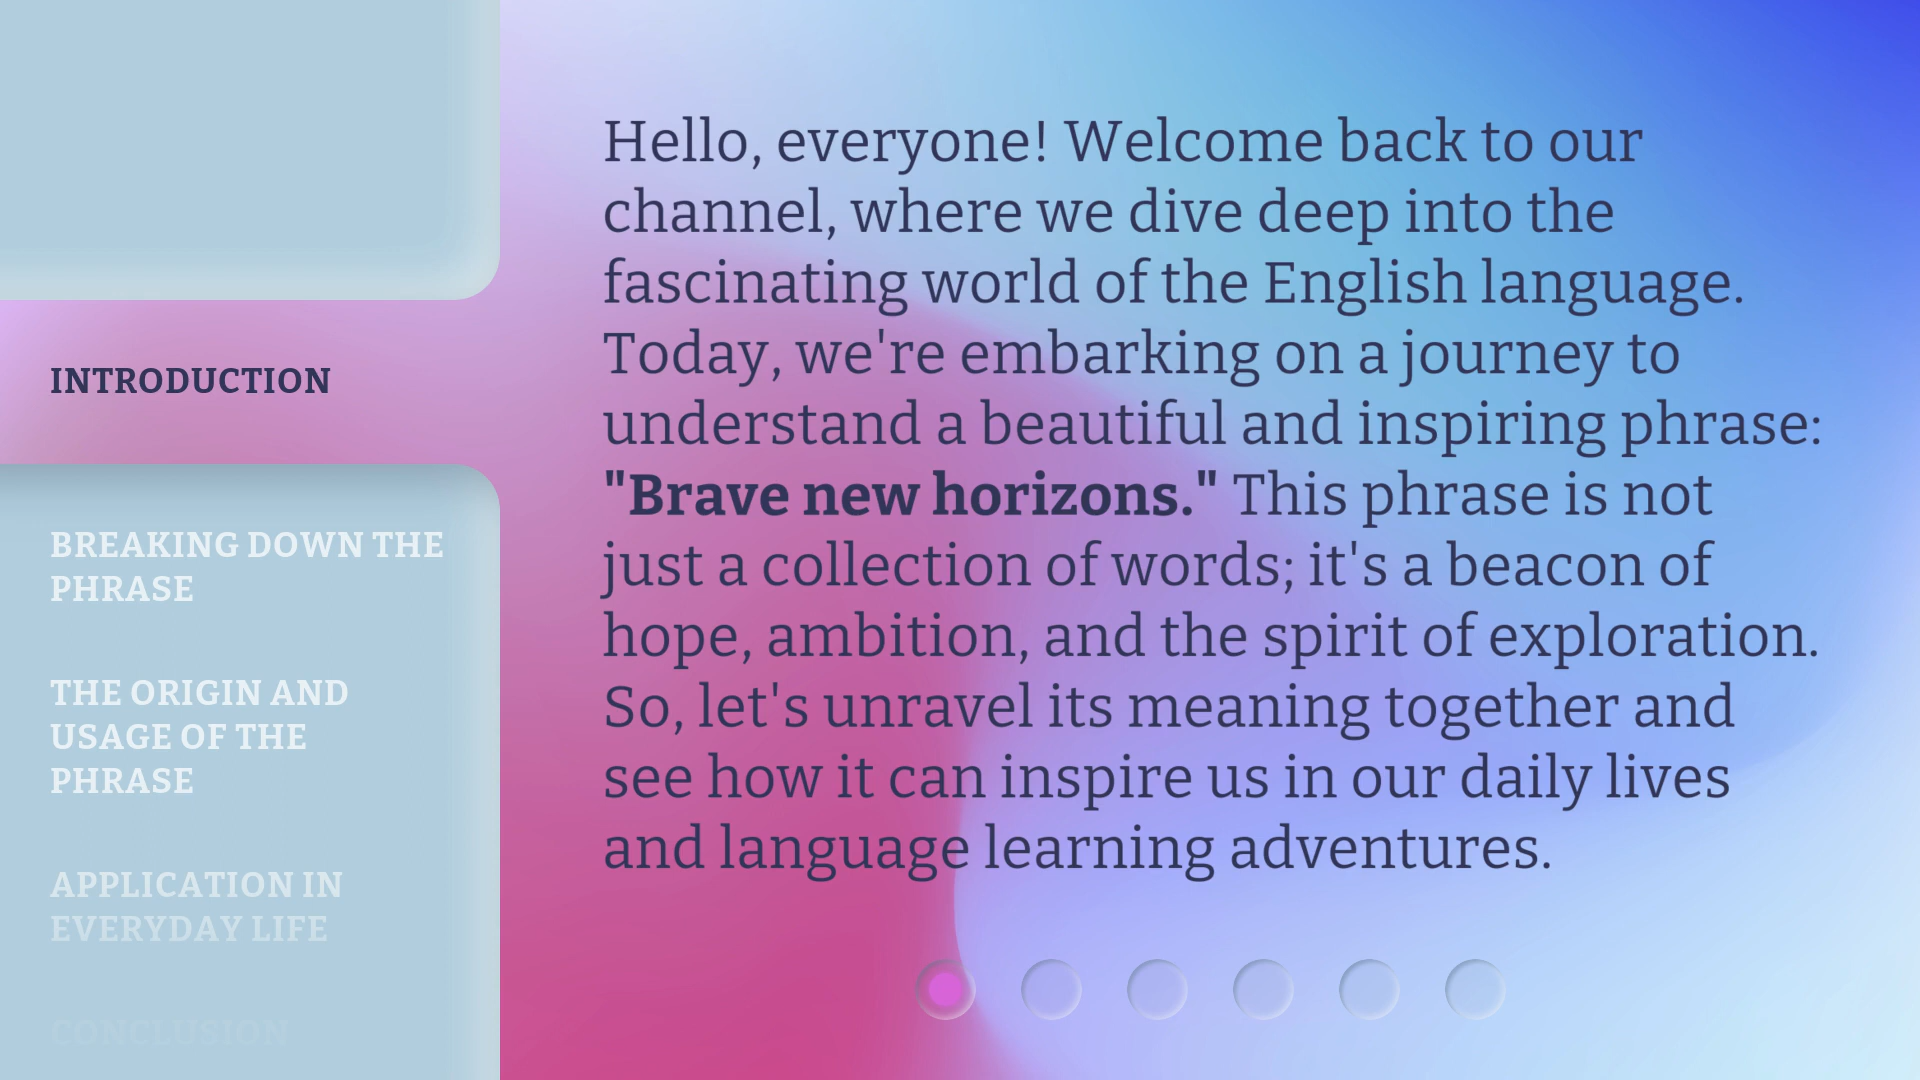 INTRODUCTION
BREAKING DOWN THE
PHRASE
THE ORIGIN AND
USAGE OF THE
PHRASE
APPLICATION IN
EVERYDAY LIFE
CONCLUSION
Hello, everyone! Welcome back to our
channel, where we dive deep into the
fascinating world of the English language.
Today, we're embarking on a journey to
understand a beautiful and inspiring phrase:
"Brave new horizons." This phrase is not
just a collection of words; it's a beacon of
hope, ambition, and the spirit of exploration.
So, let's unravel its meaning together and
see how it can inspire us in our daily lives
and language learning adventures.